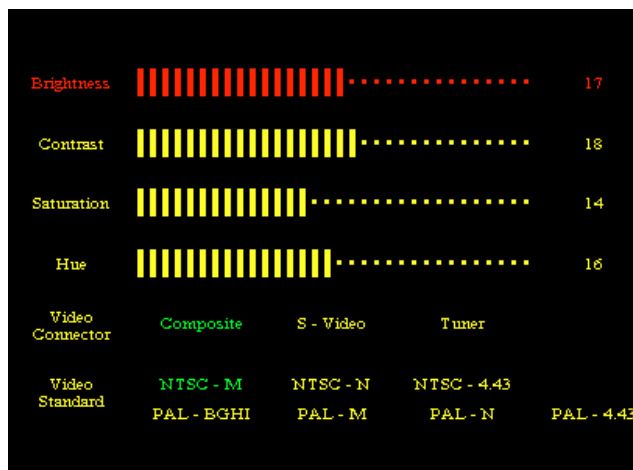 Brightness 17
Contrast 18
Saturation 14
Hue 16
Video Connector Composite S - Video Tuner
Video Standard NTSC - M NTSC - N NTSC - 4.43
PAL - BGHI PAL - M PAL - N PAL - 4.43